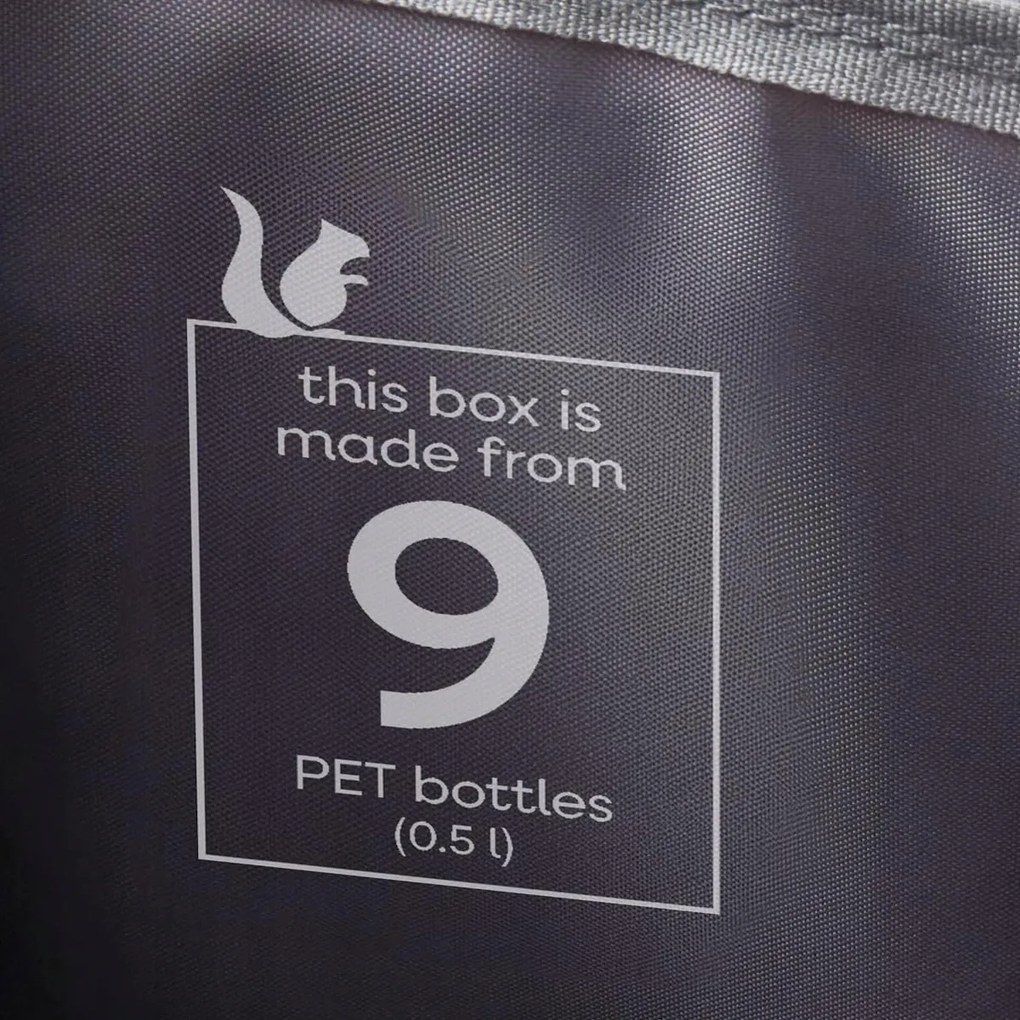 this box is
made from
9
PET bottles
(0.5 l)